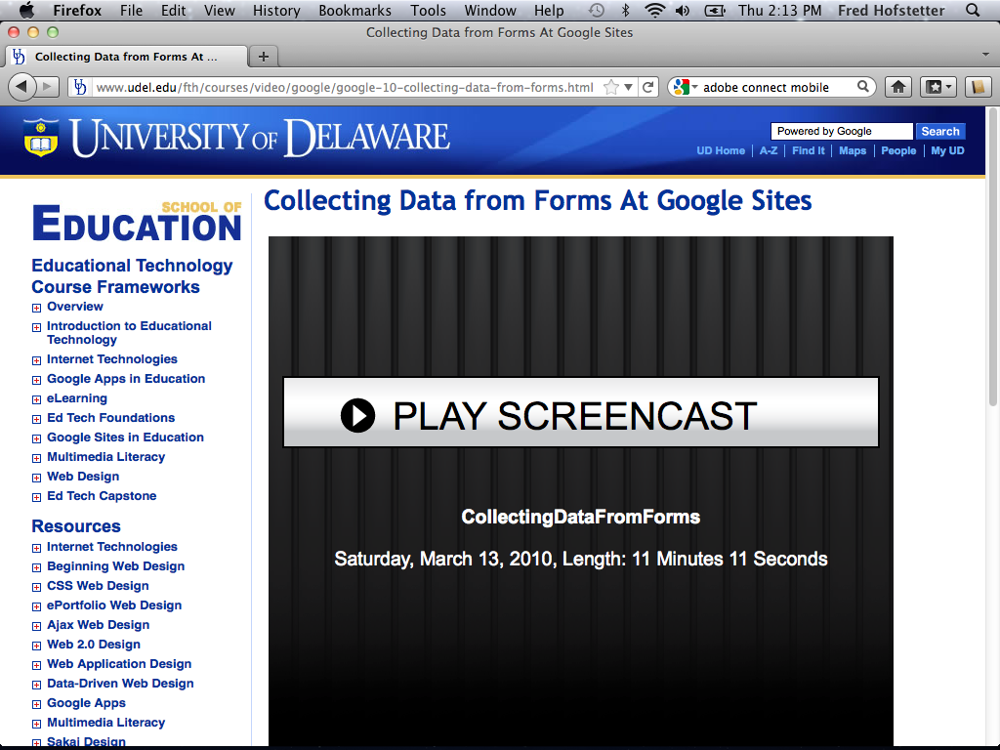 Firefox File Edit View History Bookmarks Tools Window Help Thu 2:13 PM Fred Hofstetter
Collecting Data from Forms At Google Sites
Collecting Data from Forms At ...
www.udel.edu/fth/courses/video/google/google-10-collecting-data-from-forms.html adobe connect mobile
UNIVERSITY OF DELAWARE
Powered by Google Search
UD Home A-Z Find It Maps People My UD
SCHOOL OF
EDUCATION
Collecting Data from Forms At Google Sites
Educational Technology
Course Frameworks
Overview
Introduction to Educational
Technology
Internet Technologies
Google Apps in Education
eLearning
Ed Tech Foundations
Google Sites in Education
Multimedia Literacy
Web Design
Ed Tech Capstone
Resources
Internet Technologies
Beginning Web Design
CSS Web Design
ePortfolio Web Design
Ajax Web Design
Web 2.0 Design
Web Application Design
Data-Driven Web Design
Google Apps
Multimedia Literacy
Sakai Design
PLAY SCREENCAST
CollectingDataFromForms
Saturday, March 13, 2010, Length: 11 Minutes 11 Seconds